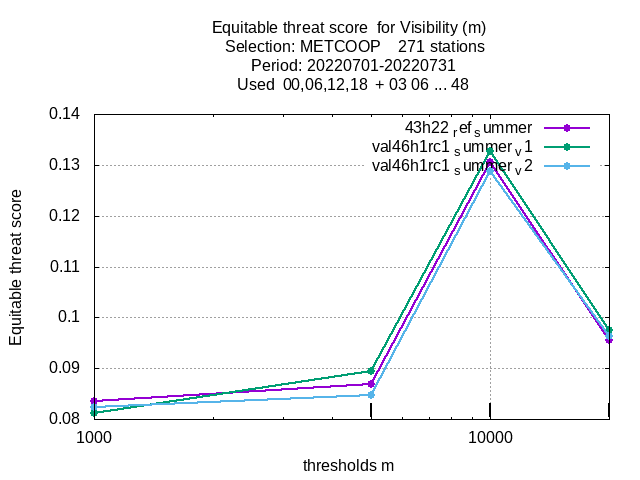 Equitable threat score  for Visibility (m)
Selection: METCOOP    271 stations
Period: 20220701-20220731
Used  00,06,12,18  + 03 06 ... 48
0.14
43h22 ref summer
val46h1rc1 summer v1
0.13
val46h1rc1 summer v2
0.12
0.11
0.1
0.09
0.08
Equitable threat score
1000
10000
thresholds m